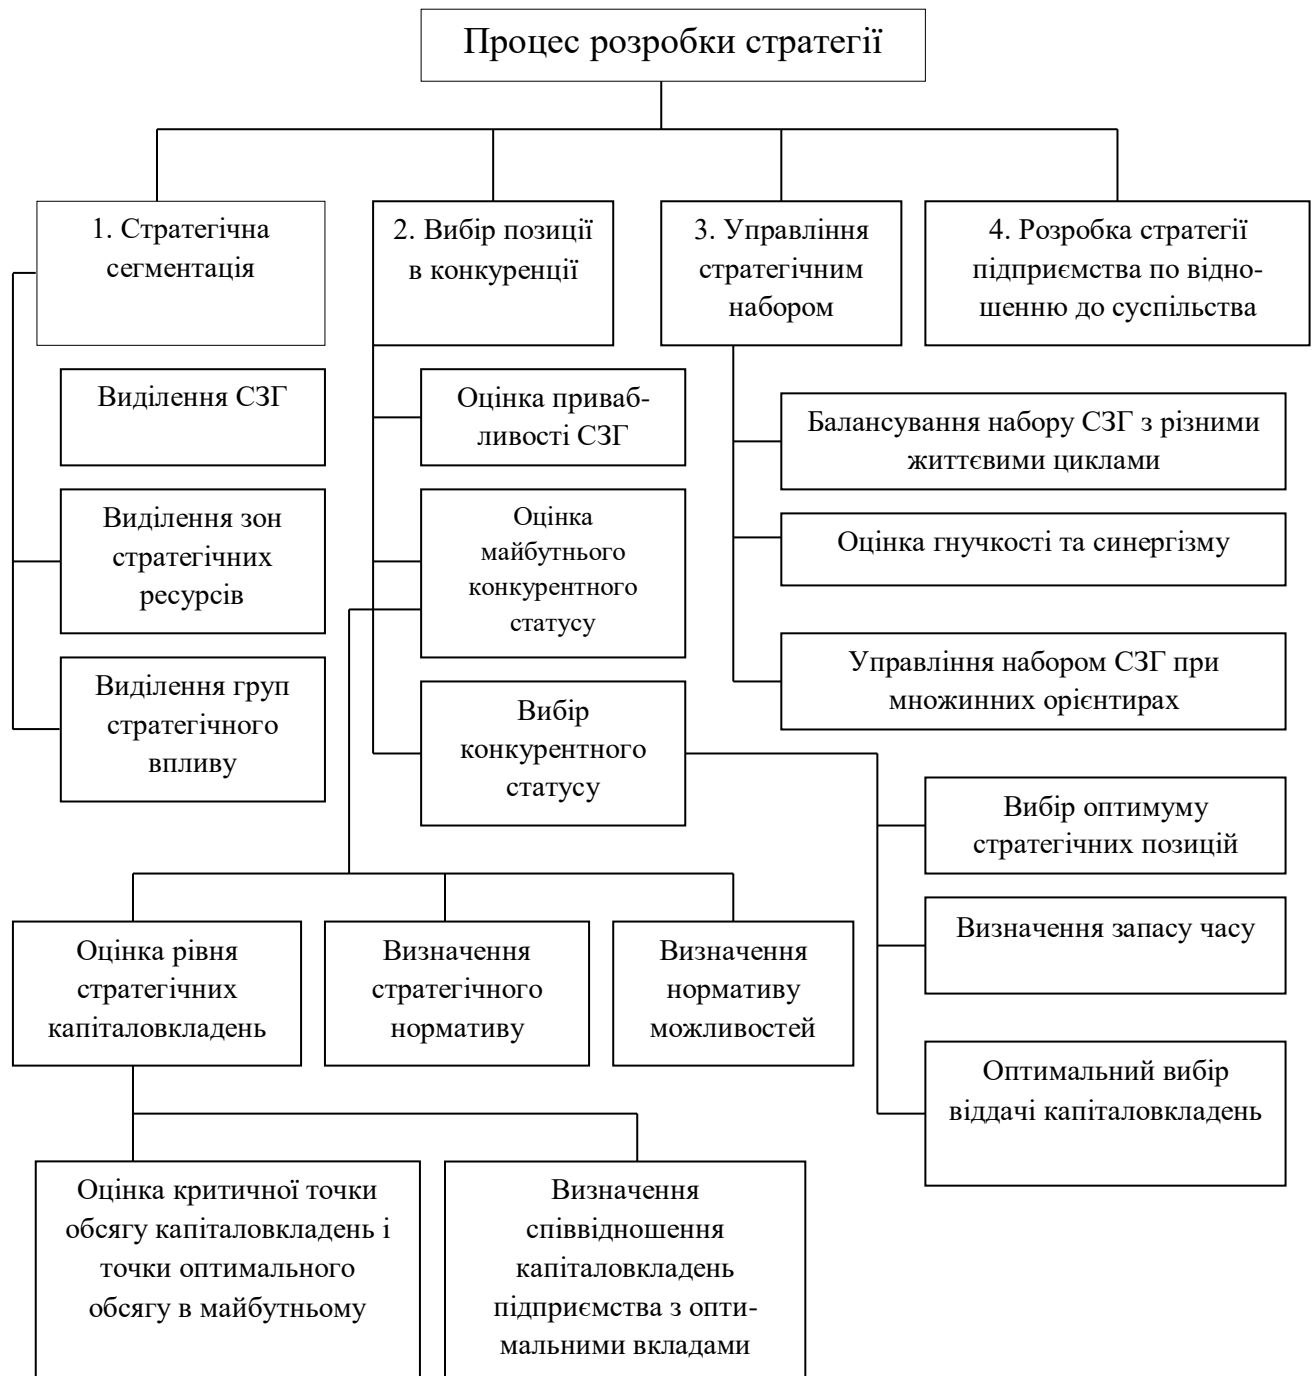 Процес розробки стратегії
1. Стратегічна
сегментація
2. Вибір позиції
в конкуренції
3. Управління
стратегічним
набором
4. Розробка стратегії
підприємства по відно-
шенню до суспільства
Виділення СЗГ
Виділення зон
стратегічних
ресурсів
Виділення груп
стратегічного
впливу
Оцінка приваб-
ливості СЗГ
Оцінка
майбутнього
конкурентного
статусу
Вибір
конкурентного
статусу
Балансування набору СЗГ з різними
життєвими циклами
Оцінка гнучкості та синергізму
Управління набором СЗГ при
множинних орієнтирах
Вибір оптимуму
стратегічних позицій
Визначення запасу часу
Оптимальний вибір
віддачі капіталовкладень
Оцінка рівня
стратегічних
капіталовкладень
Визначення
стратегічного
нормативу
Визначення
нормативу
можливостей
Оцінка критичної точки
обсягу капіталовкладень і
точки оптимального
обсягу в майбутньому
Визначення
співвідношення
капіталовкладень
підприємства з опти-
мальними вкладами